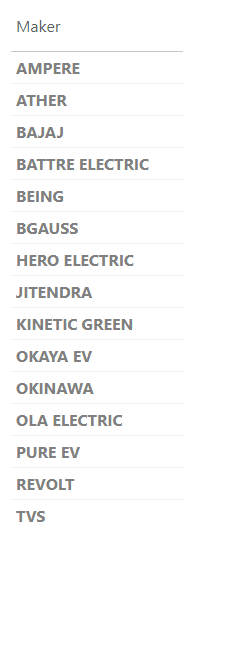 Maker
AMPERE
ATHER
BAJAJ
BATTRE ELECTRIC
BEING
BGAUSS
HERO ELECTRIC
JITENDRA
KINETIC GREEN
OKAYA EV
OKINAWA
OLA ELECTRIC
PURE EV
REVOLT
TVS